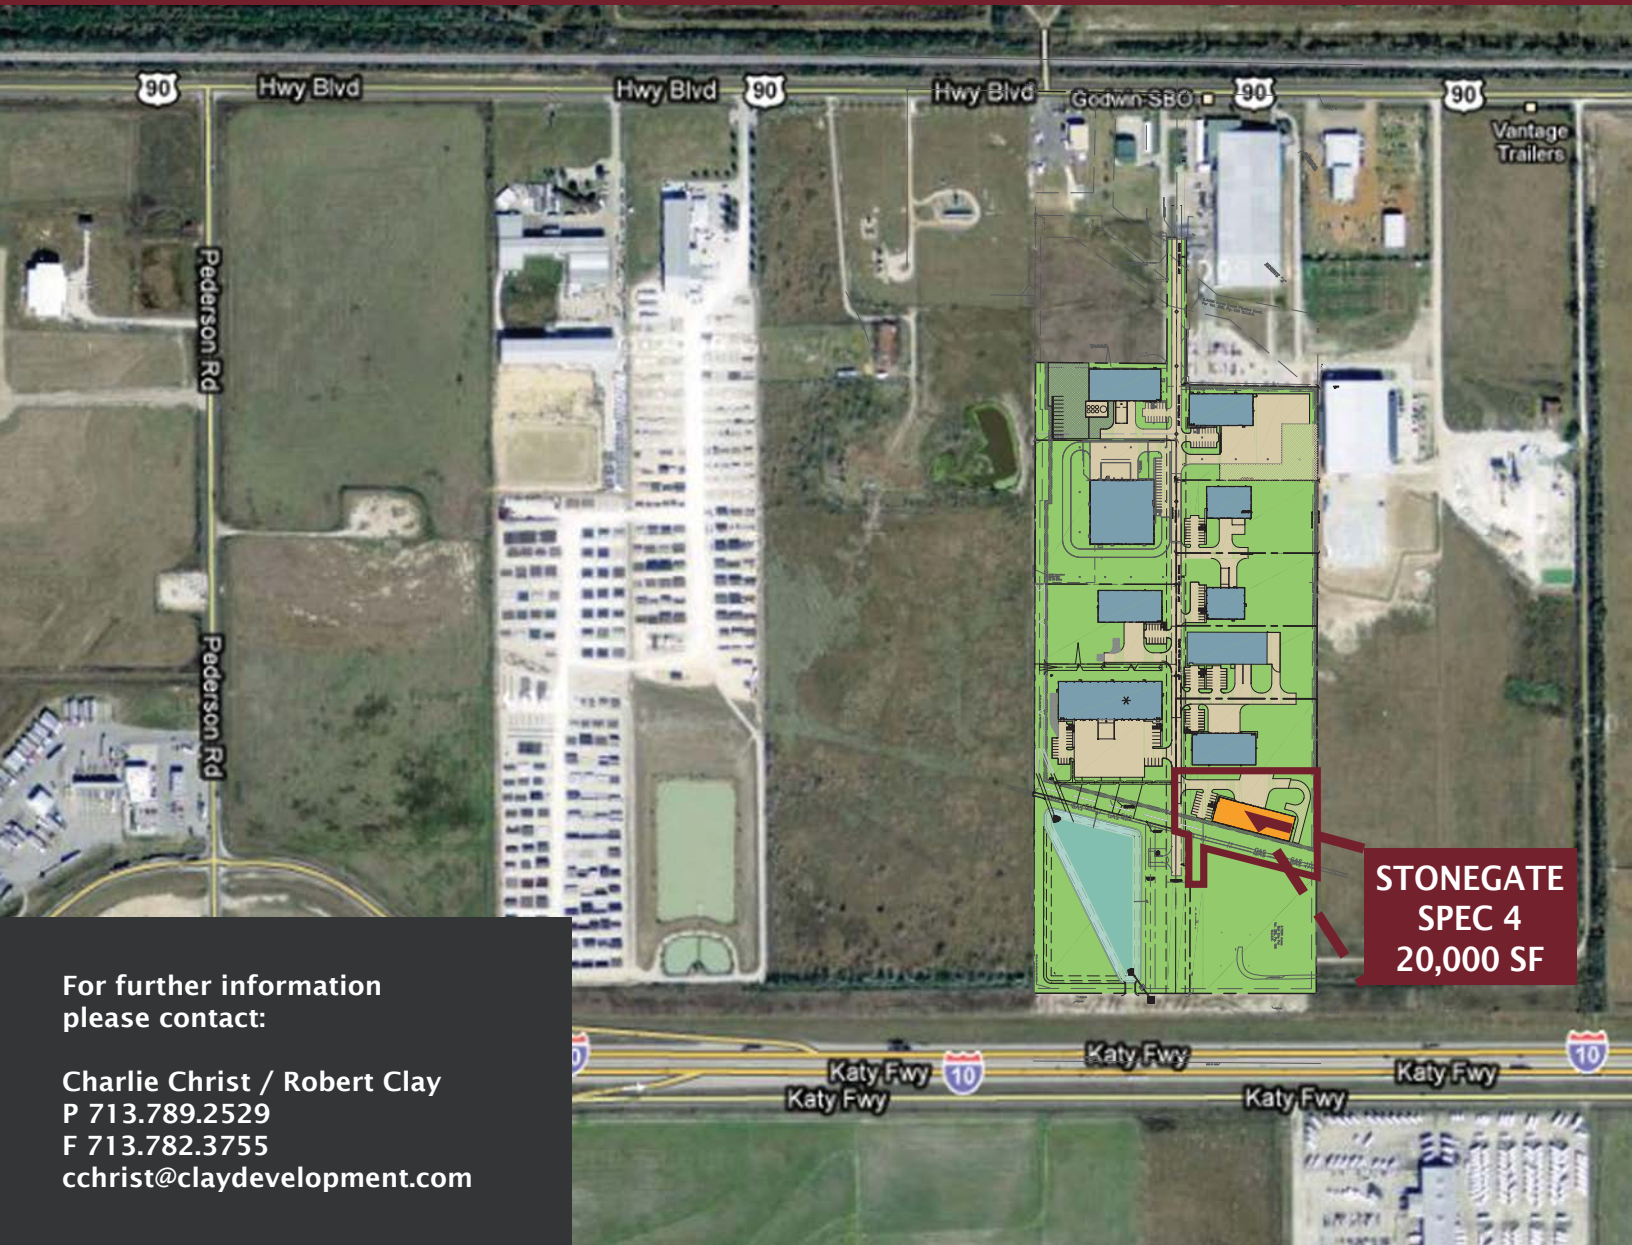 90
Hwy Blvd
Hwy Blvd
90
Hwy Blvd
Godwin SBO
90
90
Vantage
Trailers
Pederson Rd
Pederson Rd
GAS
GAS
STONEGATE
SPEC 4
20,000 SF
For further information
please contact:
Charlie Christ / Robert Clay
P 713.789.2529
F 713.782.3755
cchrist@claydevelopment.com
Katy Fwy
10
Katy Fwy
Katy Fwy
10
Katy Fwy
Katy Fwy